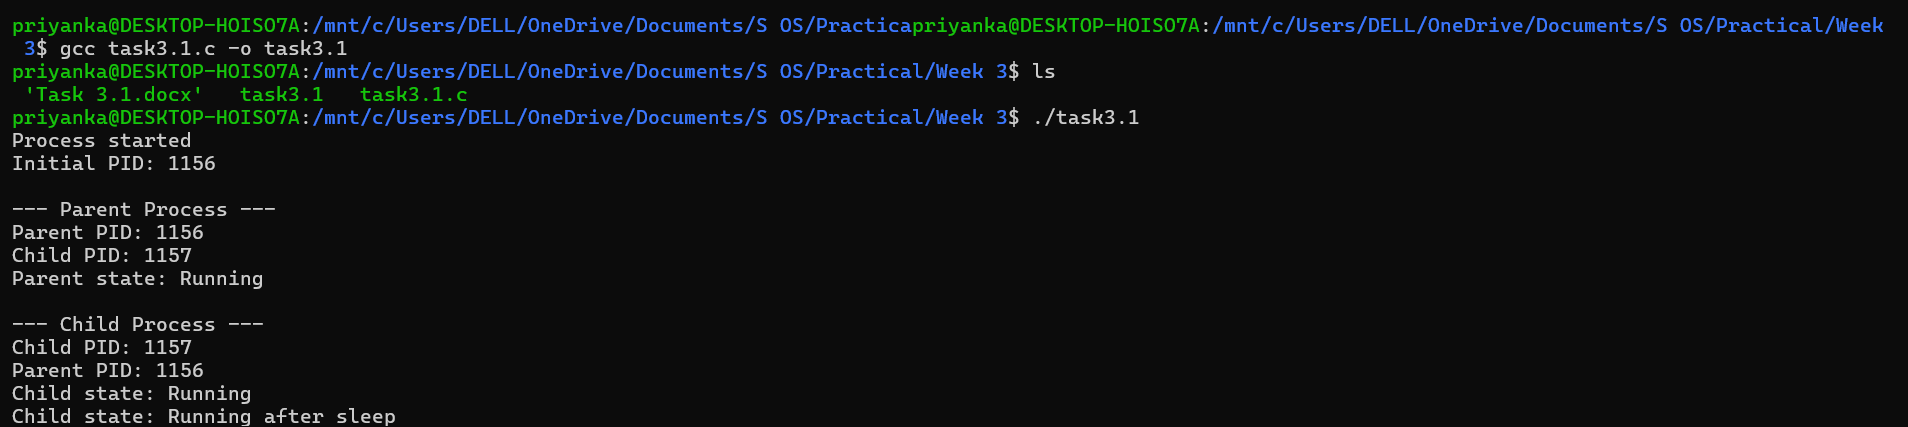 priyanka@DESKTOP-HOISO7A:/mnt/c/Users/DELL/OneDrive/Documents/S OS/Practicapriyanka@DESKTOP-HOISO7A:/mnt/c/Users/DELL/OneDrive/Documents/S OS/Practical/Week
3$ gcc task3.1.c -o task3.1
priyanka@DESKTOP-HOISO7A:/mnt/c/Users/DELL/OneDrive/Documents/S OS/Practical/Week 3$ ls
'Task 3.1.docx'   task3.1   task3.1.c
priyanka@DESKTOP-HOISO7A:/mnt/c/Users/DELL/OneDrive/Documents/S OS/Practical/Week 3$ ./task3.1
Process started
Initial PID: 1156
--- Parent Process ---
Parent PID: 1156
Child PID: 1157
Parent state: Running
--- Child Process ---
Child PID: 1157
Parent PID: 1156
Child state: Running
Child state: Running after sleep